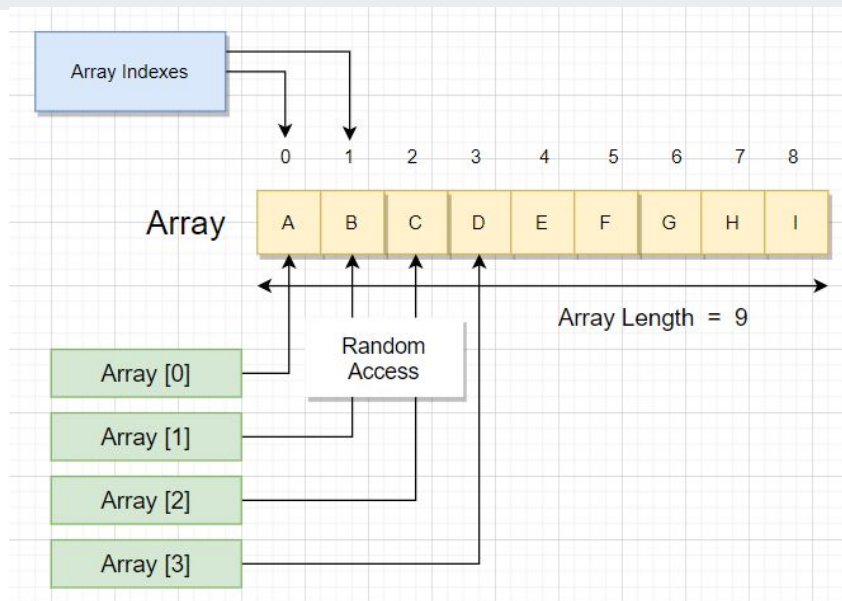 Array Indexes
0 1 2 3 4 5 6 7 8
Array
A B C D E F G H I
Array Length = 9
Random
Access
Array [0]
Array [1]
Array [2]
Array [3]